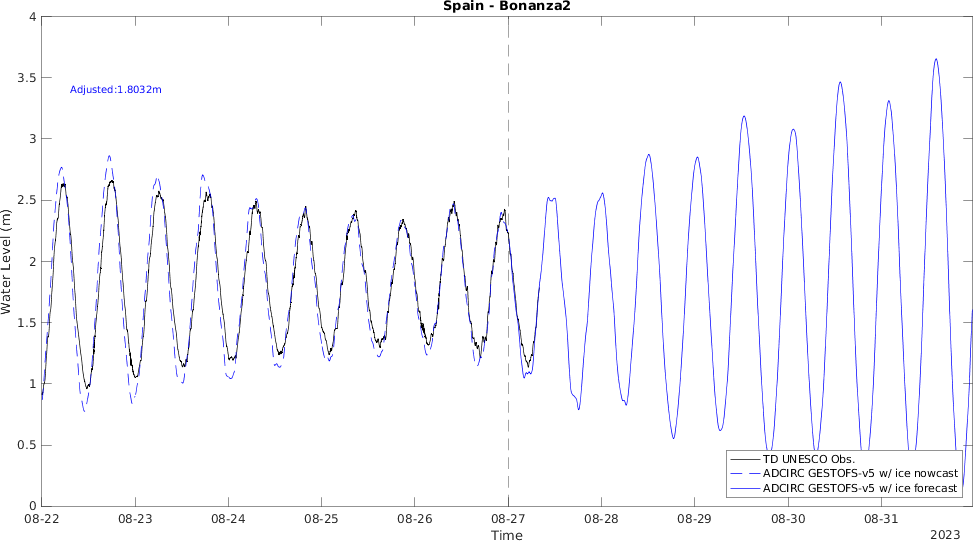 Spain - Bonanza2
4
3.5
3
2.5
2
1.5
1
0.5
0
Water Level (m)
Adjusted:1.8032m
TD UNESCO Obs.
ADCIRC GESTOFS-v5 w/ ice nowcast
ADCIRC GESTOFS-v5 w/ ice forecast
08-22 08-23 08-24 08-25 08-26 08-27 08-28 08-29 08-30 08-31
Time
2023